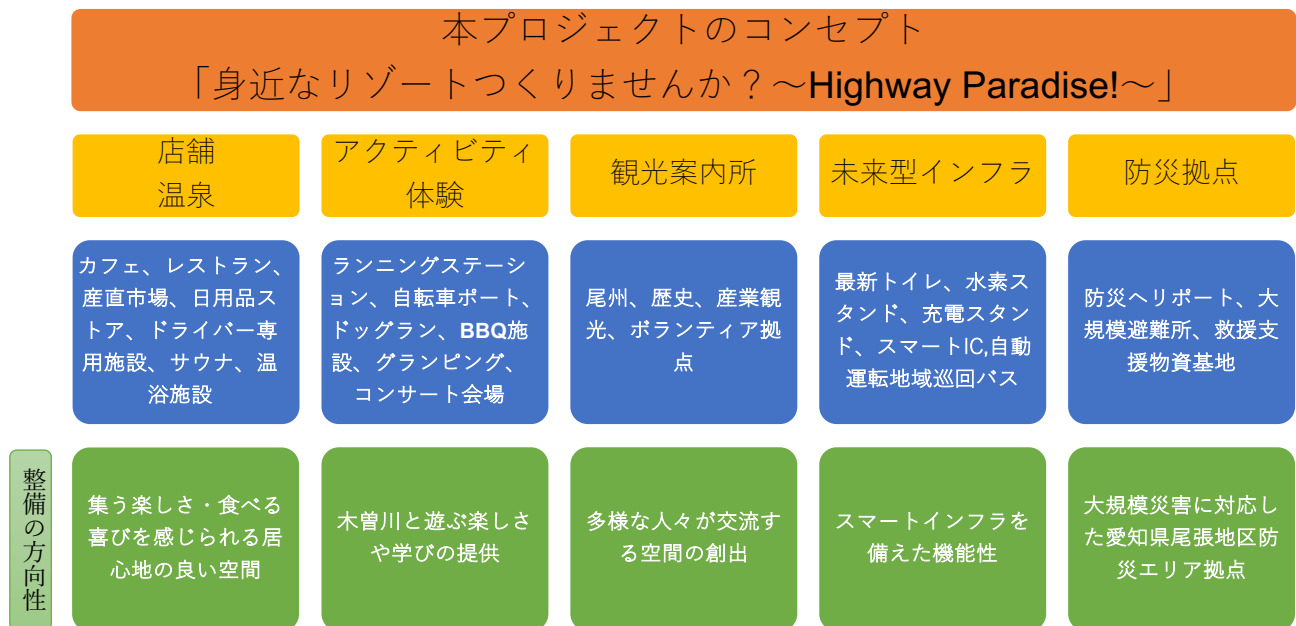 本プロジェクトのコンセプト
「身近なリゾートつくりませんか？～Highway Paradise!～」
店舗
温泉
アクティビティ
体験
観光案内所
未来型インフラ
防災拠点
カフェ、レストラン、
産直市場、日用品ス
トア、ドライバー専
用施設、サウナ、温
浴施設
ランニングステーシ
ョン、自転車ポート、
ドッグラン、BBQ施
設、グランピング、
コンサート会場
尾州、歴史、産業観
光、ボランティア拠
点
最新トイレ、水素ス
タンド、充電スタン
ド、スマートIC,自動
運転地域巡回バス
防災ヘリポート、大
規模避難所、救援支
援物資基地
整備の方向性
集う楽しさ・食べる
喜びを感じられる居
心地の良い空間
木曽川と遊ぶ楽しさ
や学びの提供
多様な人々が交流す
る空間の創出
スマートインフラを
備えた機能性
大規模災害に対応し
た愛知県尾張地区防
災エリア拠点